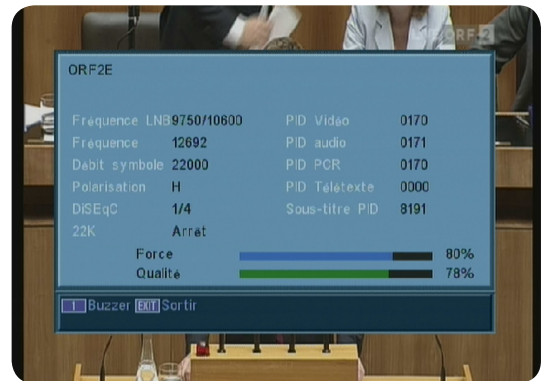 ORF2E
Fréquence LNB 9750/10600 PID Vidéo 0170
Fréquence 12692 PID audio 0171
Débit symbole 22000 PID PCR 0170
Polarisation H PID Télétexte 0000
DiSEqC 1/4 Sous-titre PID 8191
22K Arrêt
Force 80%
Qualité 78%
1 Buzzer EXIT Sortir